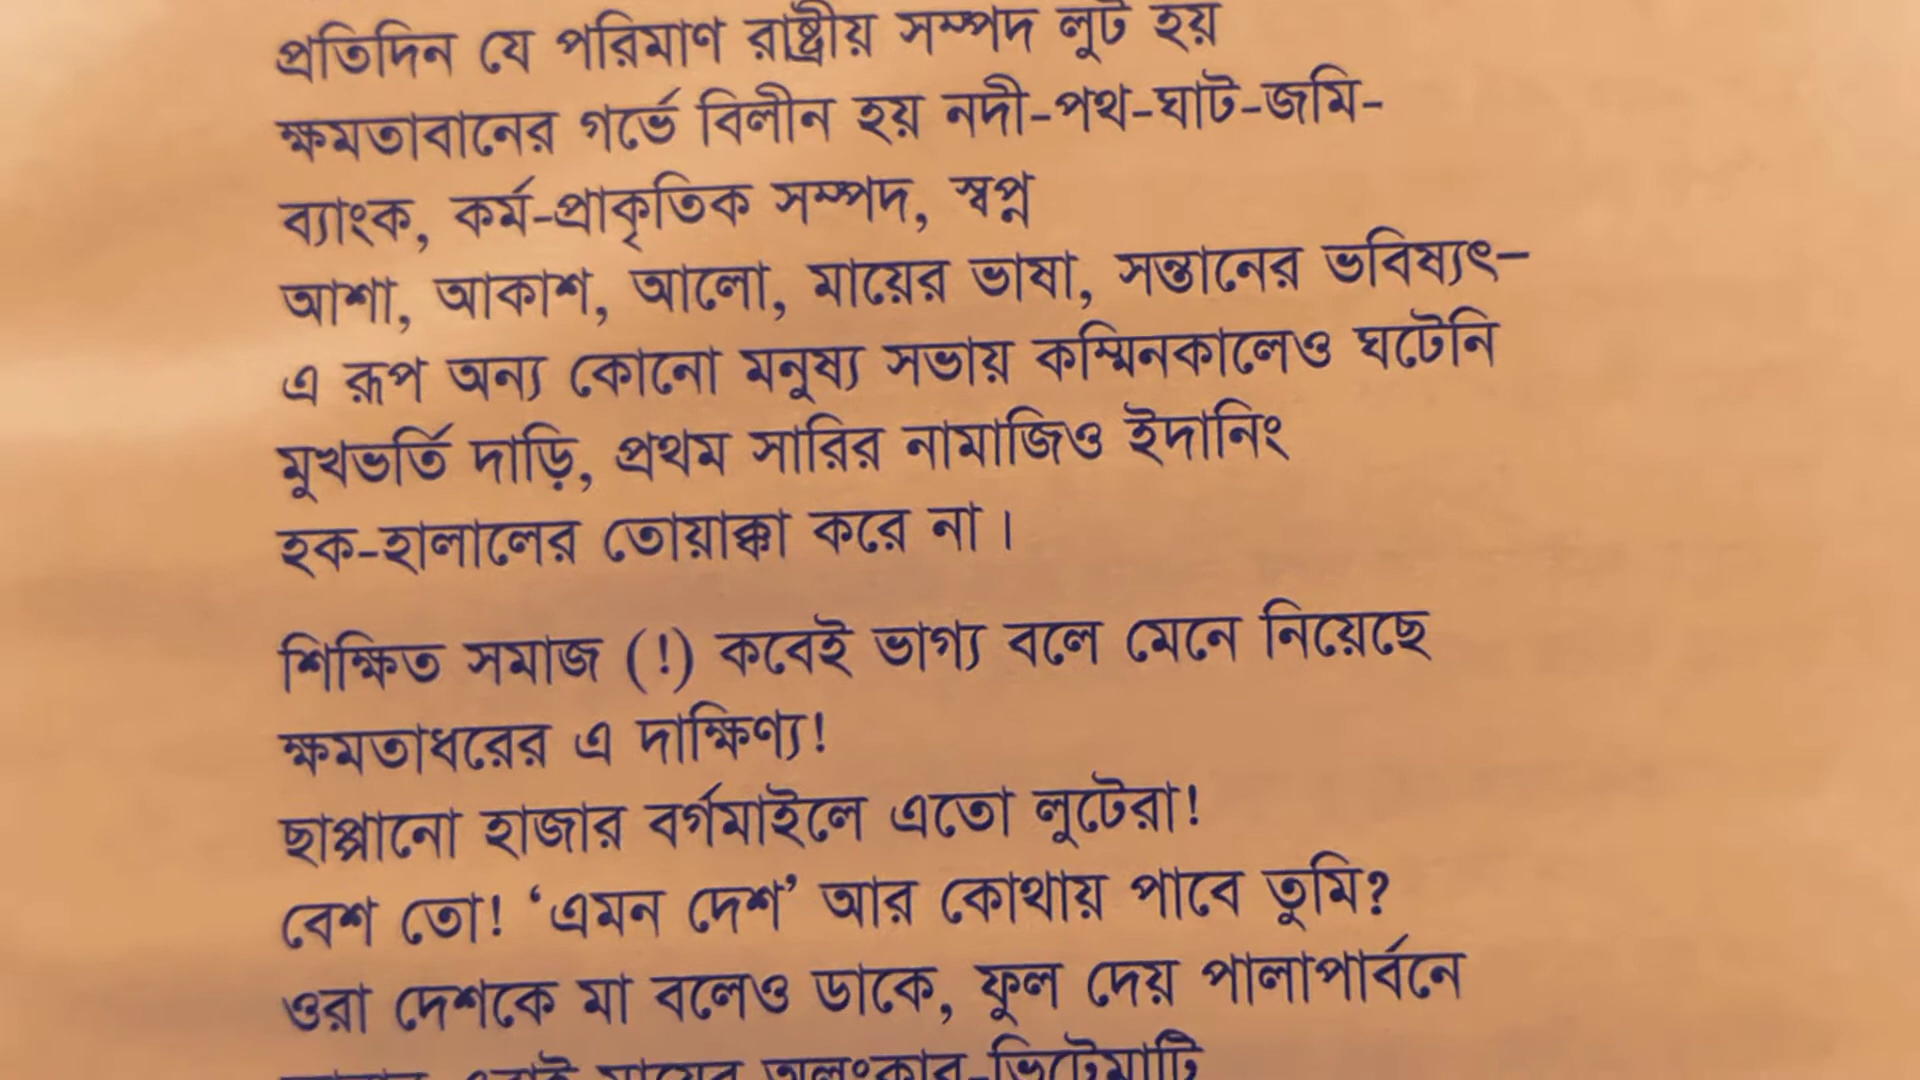 প্রতিদিন যে পরিমাণ রাষ্ট্রীয় সম্পদ লুট হয়
ক্ষমতাবানের গর্ভে বিলীন হয় নদী-পথ-ঘাট-জমি-
ব্যাংক, কর্ম-প্রাকৃতিক সম্পদ, স্বপ্ন
আশা, আকাশ, আলো, মায়ের ভাষা, সন্তানের ভবিষ্যৎ–
এ রূপ অন্য কোনো মনুষ্য সভায় কম্মিনকালেও ঘটেনি
মুখভর্তি দাড়ি, প্রথম সারির নামাজিও ইদানিং
হক-হালালের তোয়াক্কা করে না।
শিক্ষিত সমাজ (!) কবেই ভাগ্য বলে মেনে নিয়েছে
ক্ষমতাধরের এ দাক্ষিণ্য!
ছাপ্পানো হাজার বর্গমাইলে এতো লুটেরা!
বেশ তো! ‘এমন দেশ’ আর কোথায় পাবে তুমি?
ওরা দেশকে মা বলেও ডাকে, ফুল দেয় পালাপার্বনে
মায়ের অলংকার-ভিটেমাটি